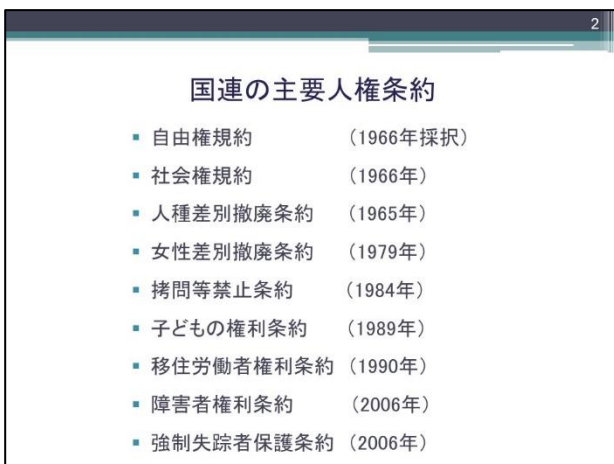 2
国連の主要人権条約
▪ 自由権規約 （1966年採択）
▪ 社会権規約 （1966年）
▪ 人種差別撤廃条約 （1965年）
▪ 女性差別撤廃条約 （1979年）
▪ 拷問等禁止条約 （1984年）
▪ 子どもの権利条約 （1989年）
▪ 移住労働者権利条約 （1990年）
▪ 障害者権利条約 （2006年）
▪ 強制失踪者保護条約 （2006年）